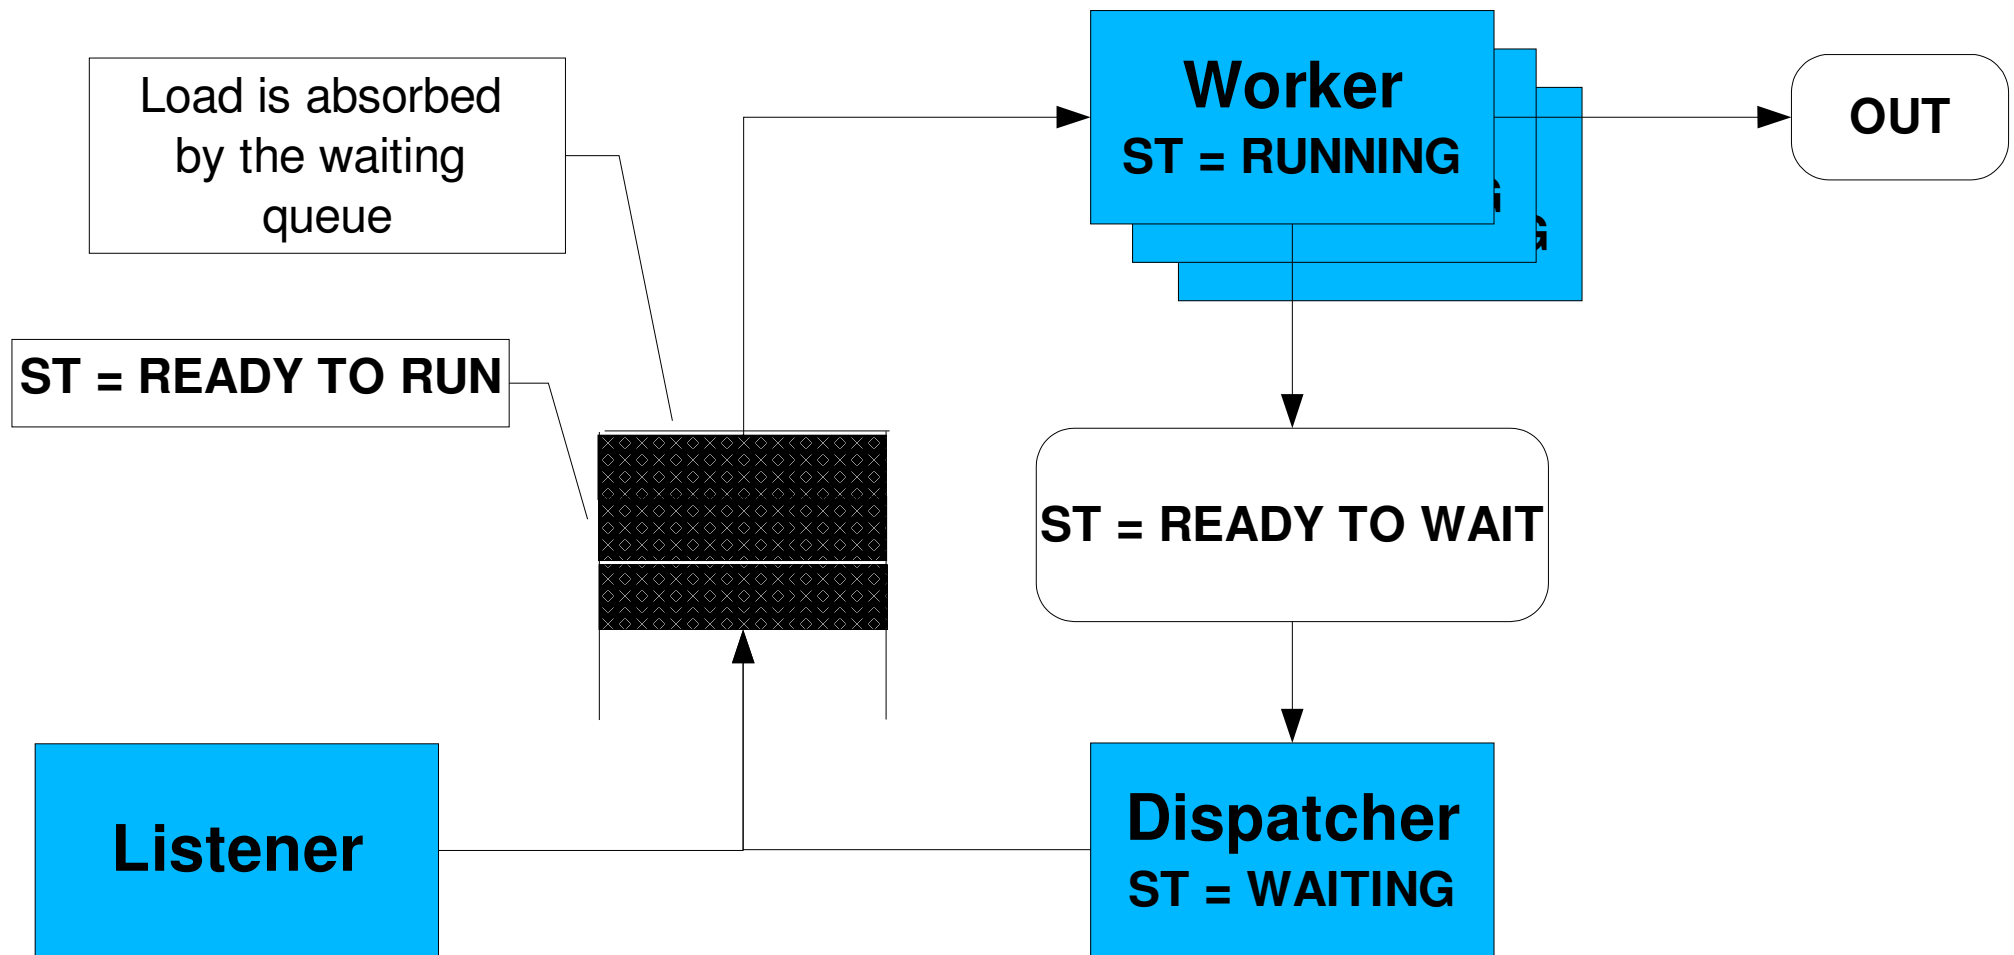 Load is absorbed
by the waiting
queue
Worker
ST = RUNNING
G
G
OUT
ST = READY TO RUN
ST = READY TO WAIT
Listener
Dispatcher
ST = WAITING